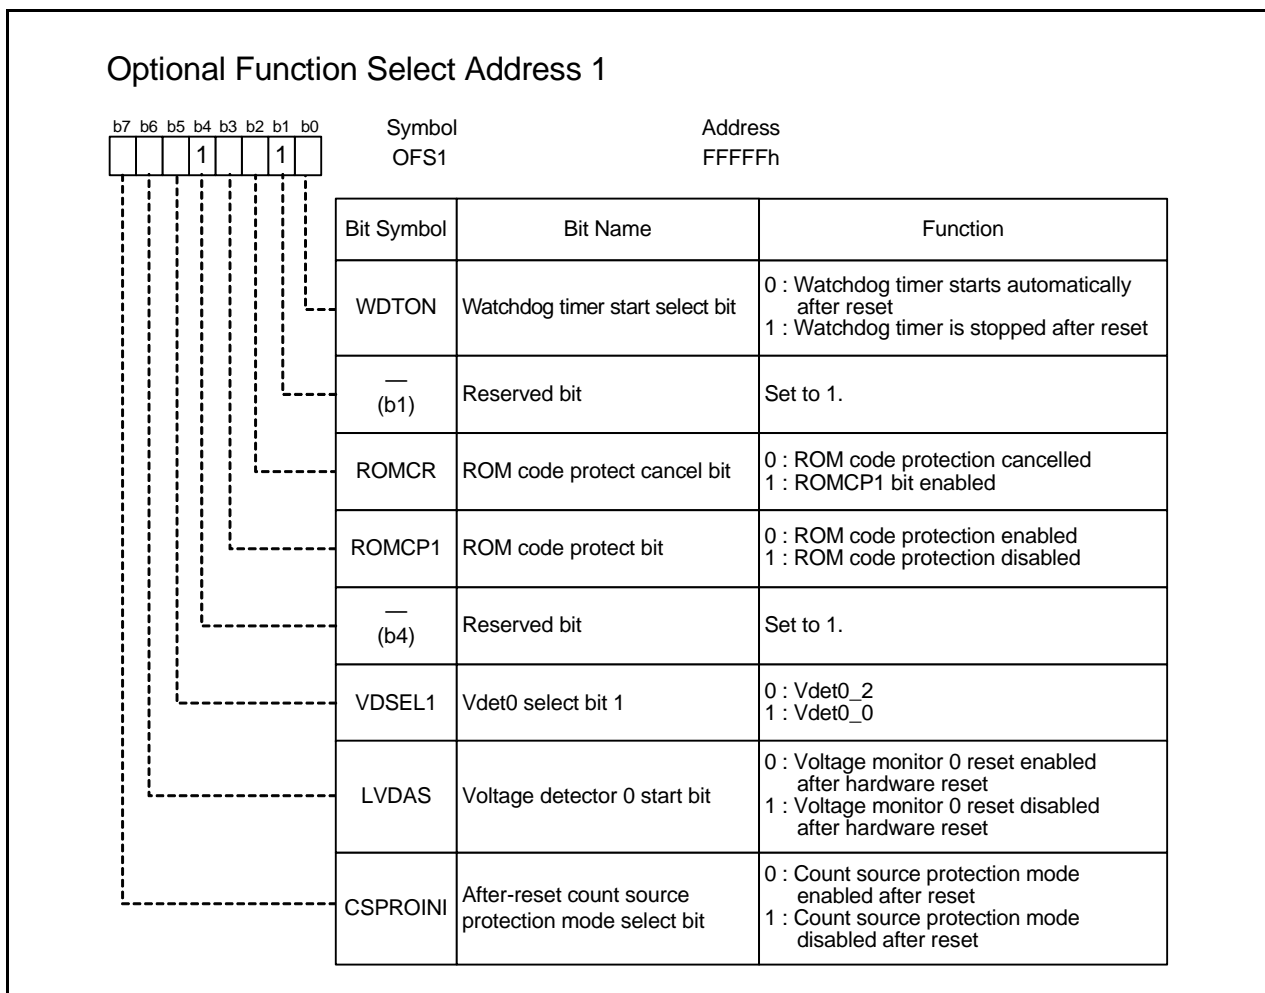 Optional Function Select Address 1
b7 b6 b5 b4 b3 b2 b1 b0
Symbol
Address
1
1
OFS1
FFFFFh
Bit Symbol
Bit Name
Function
WDTON
Watchdog timer start select bit
0 : Watchdog timer starts automatically
after reset
1 : Watchdog timer is stopped after reset
—
(b1)
Reserved bit
Set to 1.
ROMCR
ROM code protect cancel bit
0 : ROM code protection cancelled
1 : ROMCP1 bit enabled
ROMCP1
ROM code protect bit
0 : ROM code protection enabled
1 : ROM code protection disabled
—
(b4)
Reserved bit
Set to 1.
VDSEL1
Vdet0 select bit 1
0 : Vdet0_2
1 : Vdet0_0
LVDAS
Voltage detector 0 start bit
0 : Voltage monitor 0 reset enabled
after hardware reset
1 : Voltage monitor 0 reset disabled
after hardware reset
CSPROINI
After-reset count source
protection mode select bit
0 : Count source protection mode
enabled after reset
1 : Count source protection mode
disabled after reset